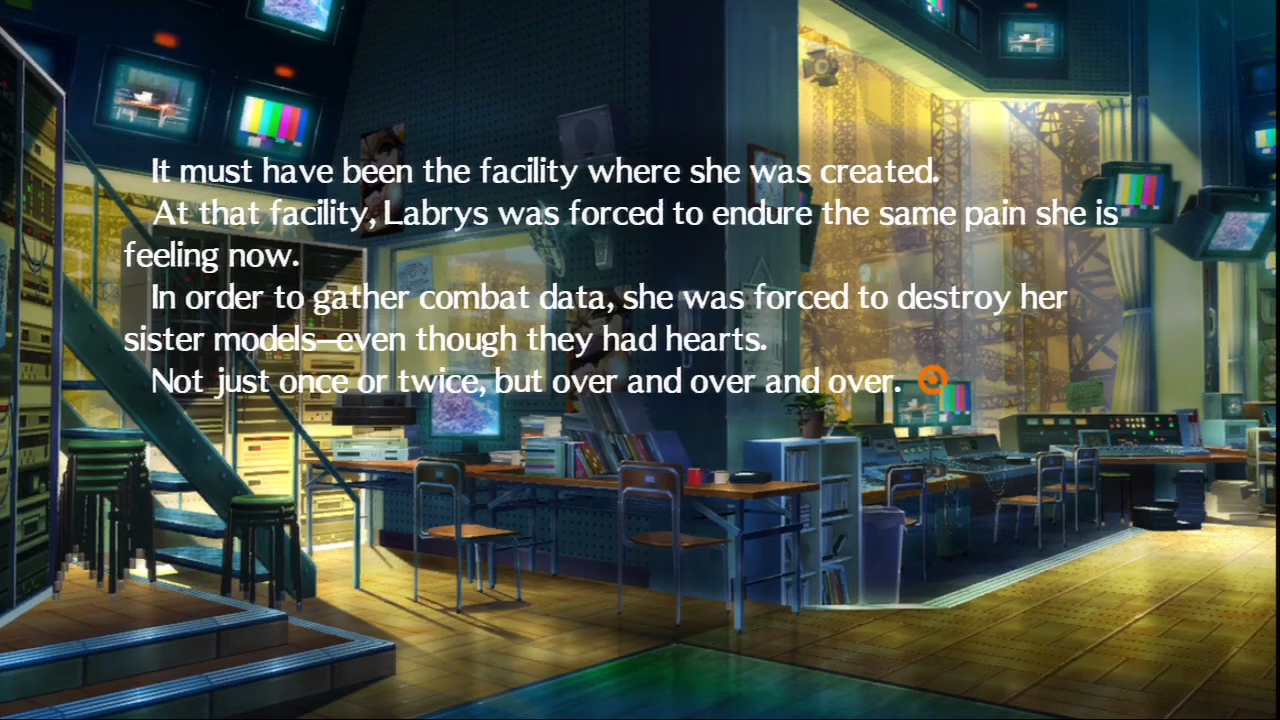 It must have been the facility where she was created.
At that facility, Labrys was forced to endure the same pain she is
feeling now.
In order to gather combat data, she was forced to destroy her
sister models—even though they had hearts.
Not just once or twice, but over and over and over.